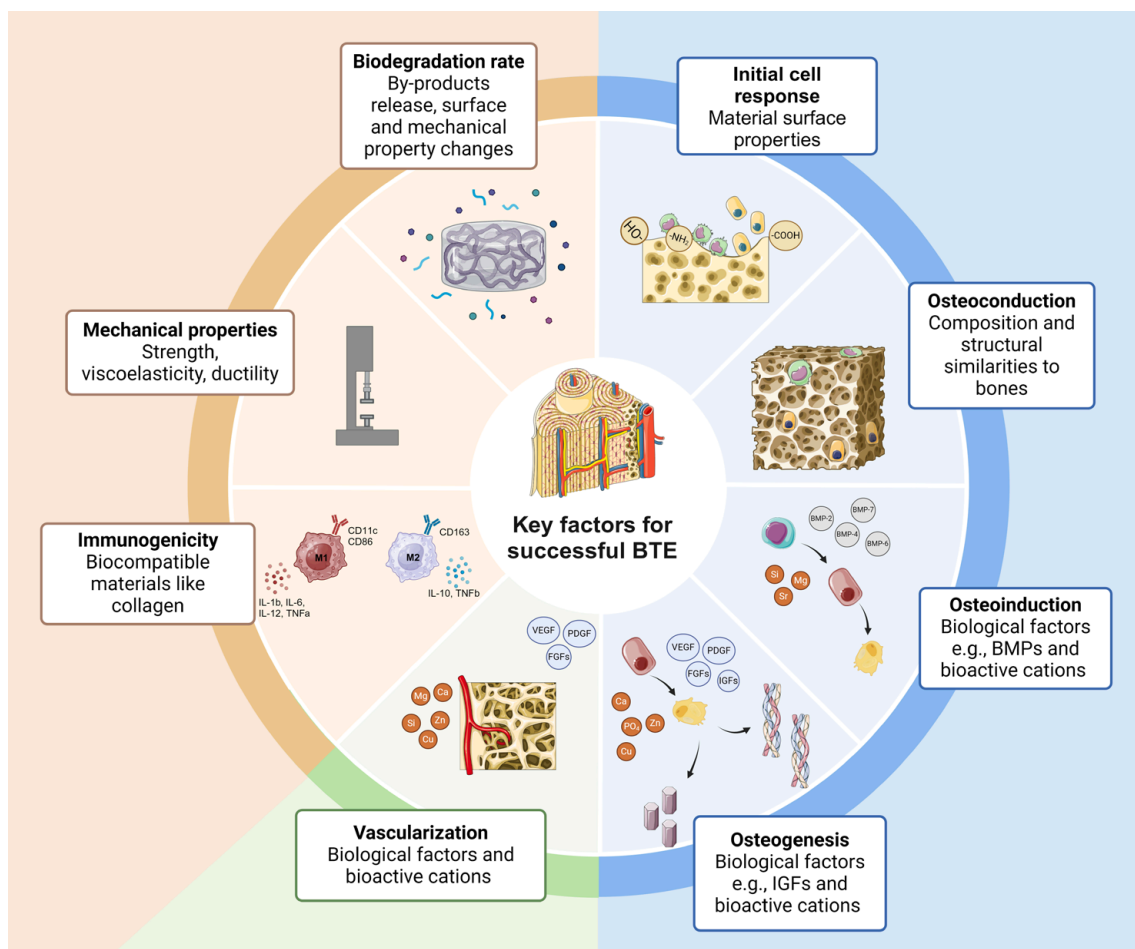 Biodegradation rate
By-products
release, surface
and mechanical
property changes
Initial cell
response
Material surface
properties
HO-
-NH₂
-COOH
Osteoconduction
Composition and
structural
similarities to
bones
Mechanical properties
Strength,
viscoelasticity, ductility
Key factors for
successful BTE
Immunogenicity
Biocompatible
materials like
collagen
M1
CD11c
CD86
IL-1b, IL-6,
IL-12, TNFa
M2
CD163
IL-10, TNFb
BMP-2
BMP-7
BMP-4
BMP-6
Si
Mg
Sr
Osteoinduction
Biological factors
e.g., BMPs and
bioactive cations
VEGF
PDGF
FGFs
Mg
Ca
Si
Zn
Cu
VEGF
PDGF
FGFs
IGFs
Ca
PO₄
Zn
Cu
Vascularization
Biological factors and
bioactive cations
Osteogenesis
Biological factors
e.g., IGFs and
bioactive cations